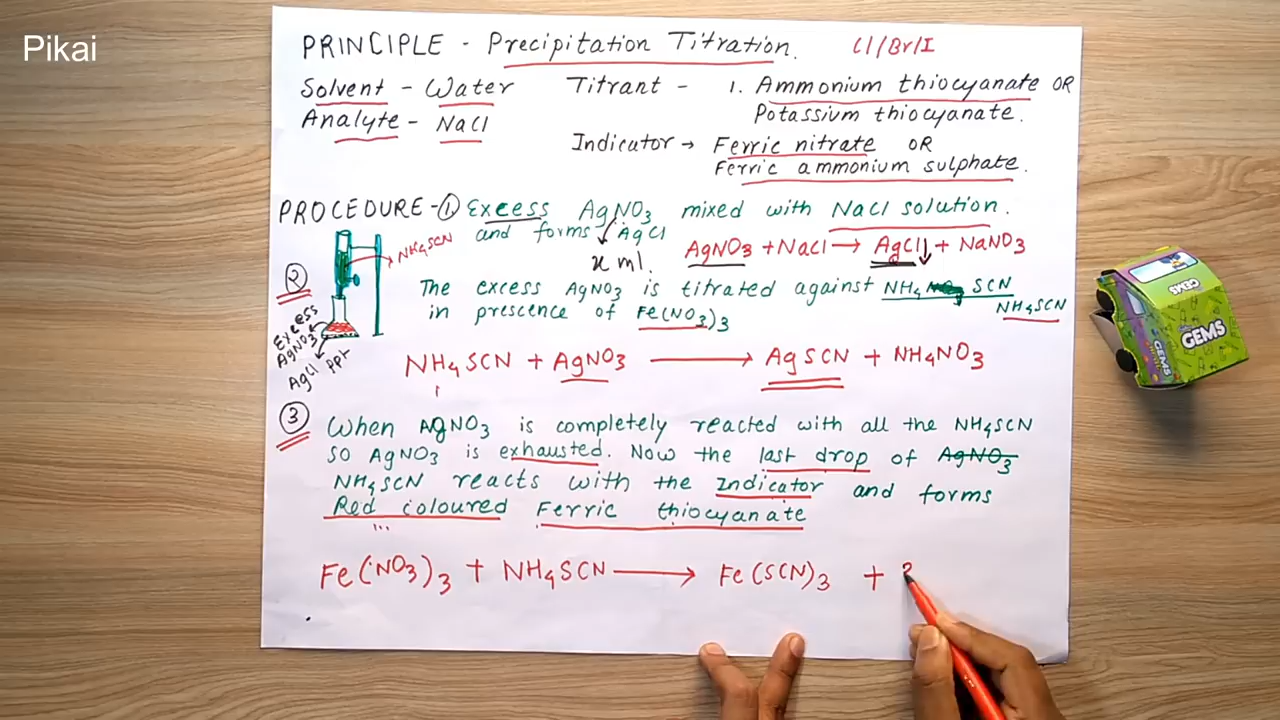 Pikai
PRINCIPLE - Precipitation Titration. Cl/Br/I
Solvent - Water Titrant - 1. Ammonium thiocyanate OR
Analyte - NaCl Potassium thiocyanate.
Indicator → Ferric nitrate OR
Ferric ammonium sulphate.
PROCEDURE - ① Excess AgNO3 mixed with NaCl solution.
and forms AgCl
x ml.
AgNO3 + NaCl → AgCl↓ + NaNO3
NH4SCN
②
The excess AgNO3 is titrated against NH4 SCN
in prescence of Fe(NO3)3 NH4SCN
Excess
AgNO3
AgCl ppt
NH4SCN + AgNO3 → AgSCN + NH4NO3
③ When AgNO3 is completely reacted with all the NH4SCN
so AgNO3 is exhausted. Now the last drop of AgNO3
NH4SCN reacts with the Indicator and forms
Red coloured Ferric thiocyanate
Fe(NO3)3 + NH4SCN → Fe(SCN)3 +
GEMS
GEMS
GEMS